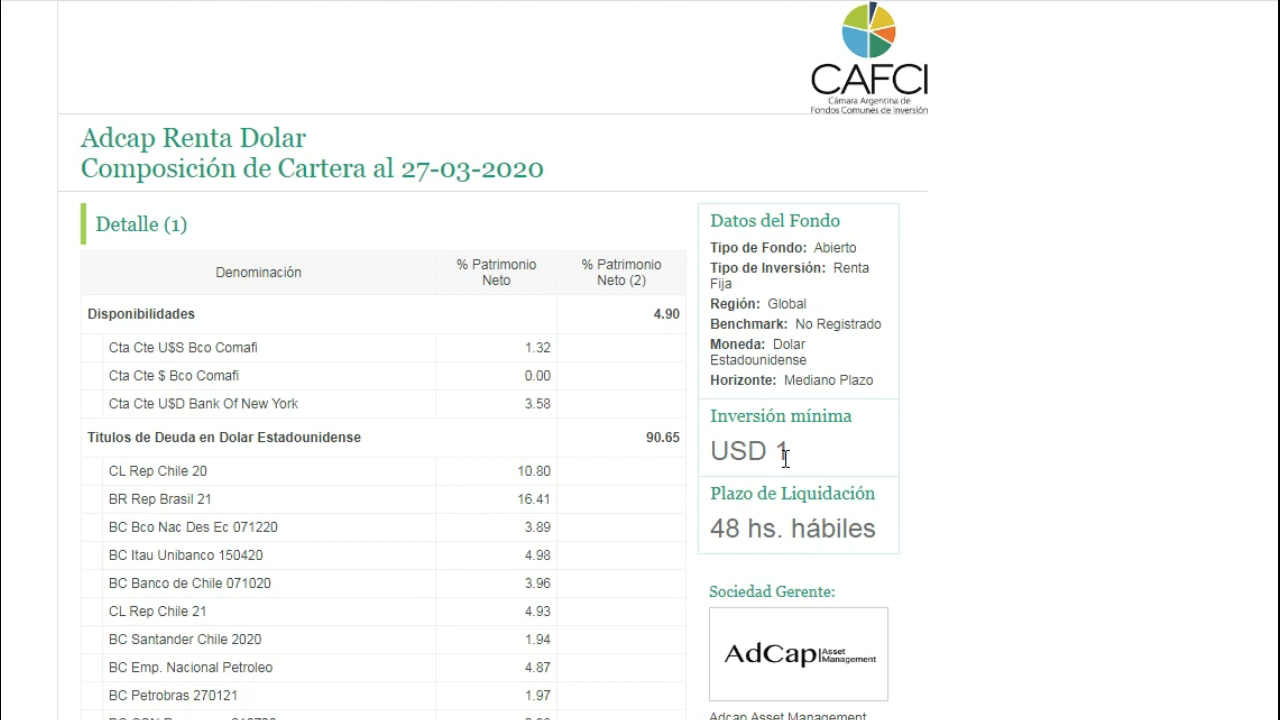 CAFCI
Cámara Argentina de
Fondos Comunes de Inversión
Adcap Renta Dolar
Composición de Cartera al 27-03-2020
Detalle (1)
Denominación % Patrimonio Neto % Patrimonio Neto (2)
Disponibilidades 4.90
Cta Cte U$S Bco Comafi 1.32
Cta Cte $ Bco Comafi 0.00
Cta Cte U$D Bank Of New York 3.58
Titulos de Deuda en Dolar Estadounidense 90.65
CL Rep Chile 20 10.80
BR Rep Brasil 21 16.41
BC Bco Nac Des Ec 071220 3.89
BC Itau Unibanco 150420 4.98
BC Banco de Chile 071020 3.96
CL Rep Chile 21 4.93
BC Santander Chile 2020 1.94
BC Emp. Nacional Petroleo 4.87
BC Petrobras 270121 1.97
Datos del Fondo
Tipo de Fondo: Abierto
Tipo de Inversión: Renta
Fija
Región: Global
Benchmark: No Registrado
Moneda: Dolar
Estadounidense
Horizonte: Mediano Plazo
Inversión mínima
USD 1
Plazo de Liquidación
48 hs. hábiles
Sociedad Gerente:
AdCap Asset Management
Adcap Asset Management